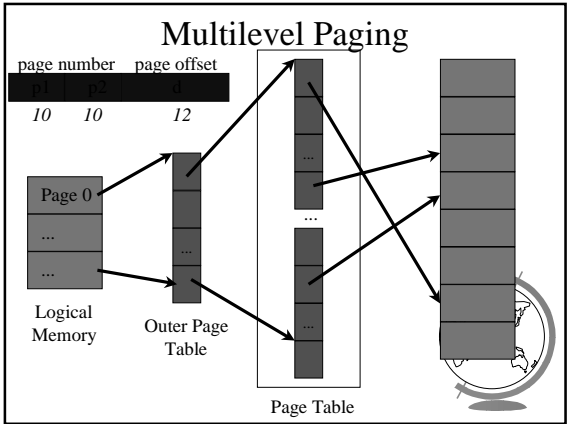 Multilevel Paging
page number page offset
p1 p2 d
10 10 12
Page 0
...
...
Logical
Memory
...
Outer Page
Table
...
...
...
Page Table